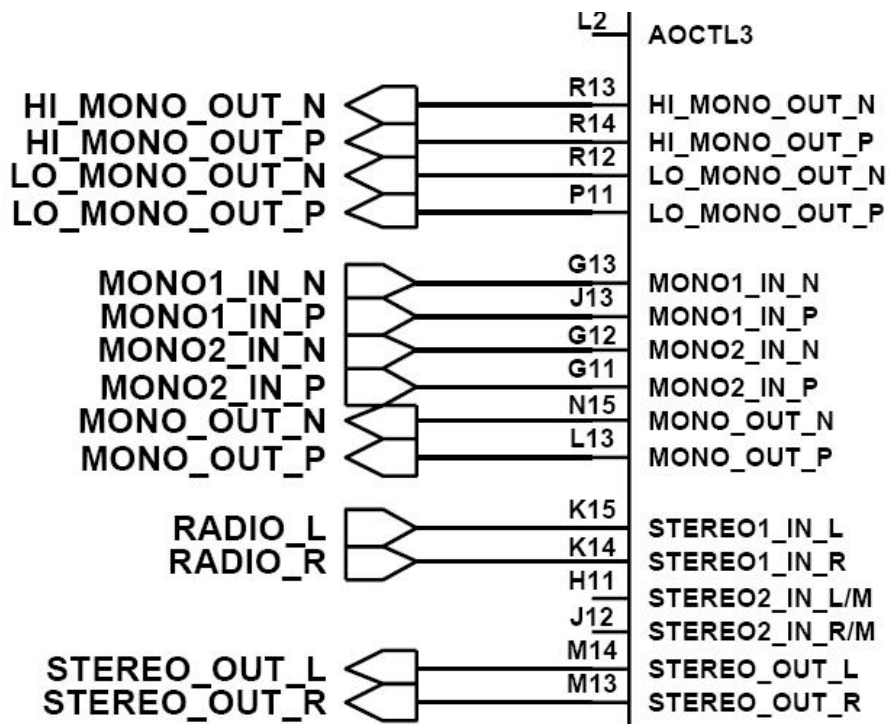 L2 AOCTL3
HI_MONO_OUT_N R13 HI_MONO_OUT_N
HI_MONO_OUT_P R14 HI_MONO_OUT_P
LO_MONO_OUT_N R12 LO_MONO_OUT_N
LO_MONO_OUT_P P11 LO_MONO_OUT_P
MONO1_IN_N G13 MONO1_IN_N
MONO1_IN_P J13 MONO1_IN_P
MONO2_IN_N G12 MONO2_IN_N
MONO2_IN_P G11 MONO2_IN_P
MONO_OUT_N N15 MONO_OUT_N
MONO_OUT_P L13 MONO_OUT_P
RADIO_L K15 STEREO1_IN_L
RADIO_R K14 STEREO1_IN_R
H11 STEREO2_IN_L/M
J12 STEREO2_IN_R/M
STEREO_OUT_L M14 STEREO_OUT_L
STEREO_OUT_R M13 STEREO_OUT_R